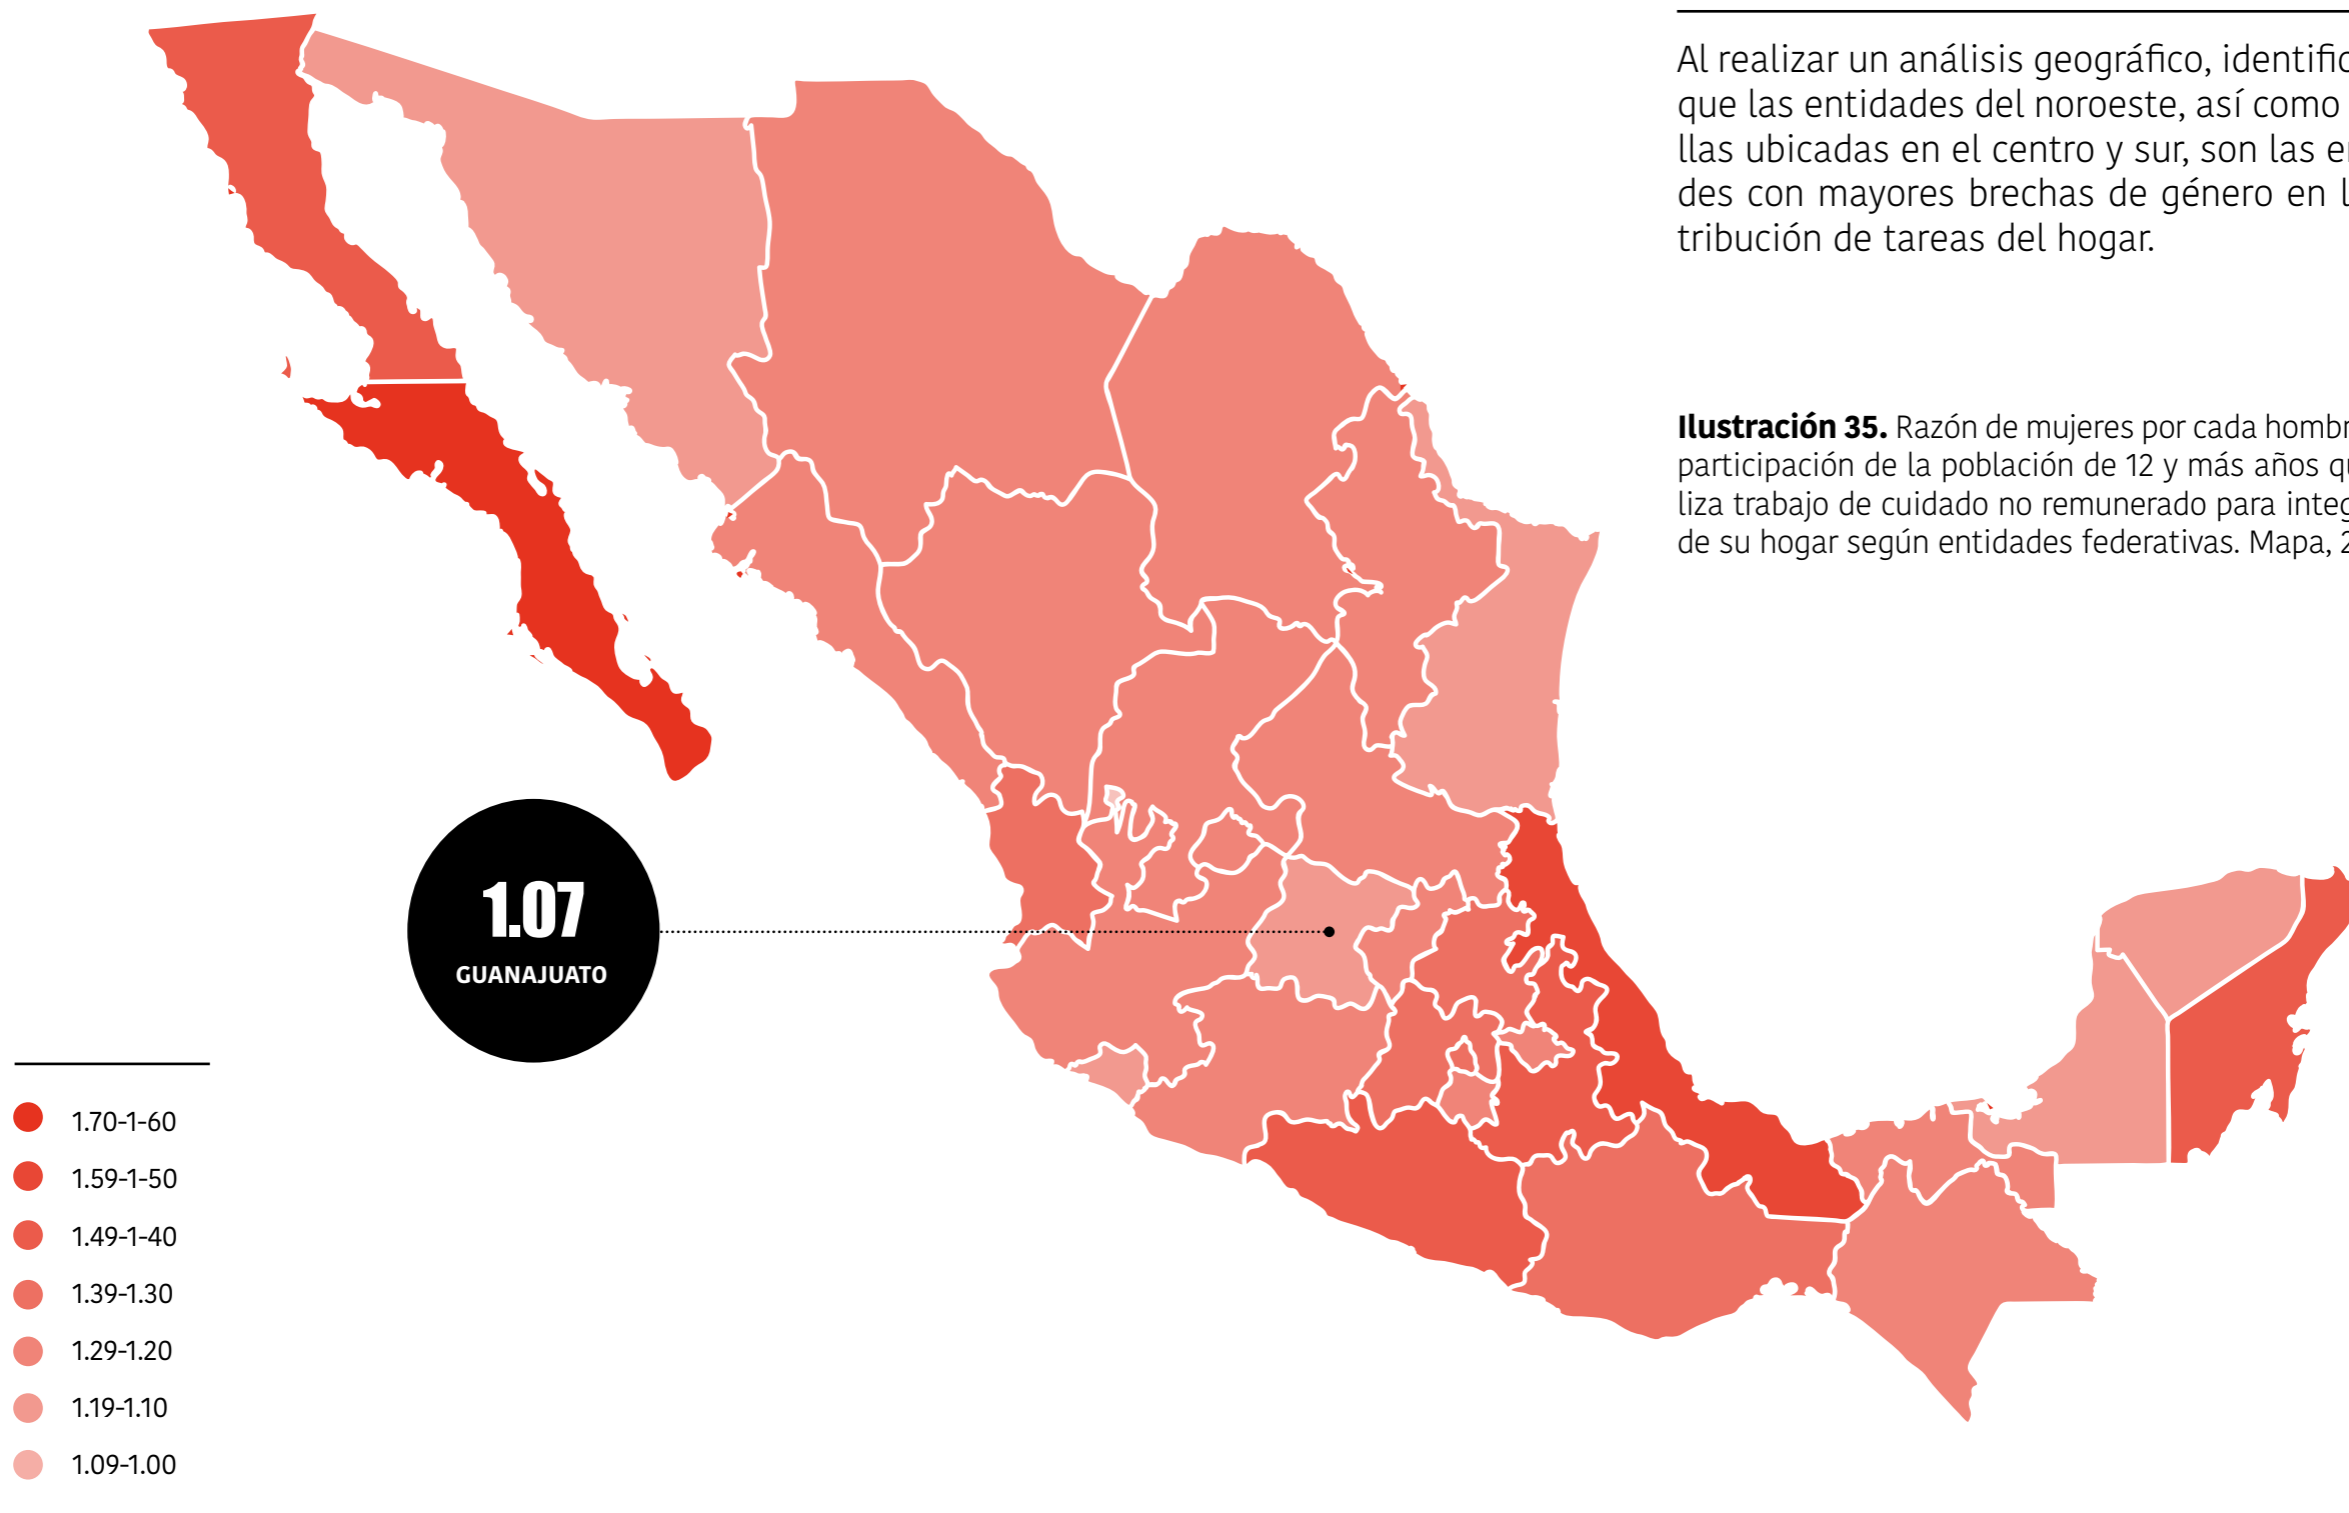 Al realizar un análisis geográfico, identific
que las entidades del noroeste, así como
llas ubicadas en el centro y sur, son las en
des con mayores brechas de género en l
tribución de tareas del hogar.
Ilustración 35. Razón de mujeres por cada hombr
participación de la población de 12 y más años qu
liza trabajo de cuidado no remunerado para integ
de su hogar según entidades federativas. Mapa, 2
1.07
GUANAJUATO
1.70-1-60
1.59-1-50
1.49-1-40
1.39-1.30
1.29-1.20
1.19-1.10
1.09-1.00